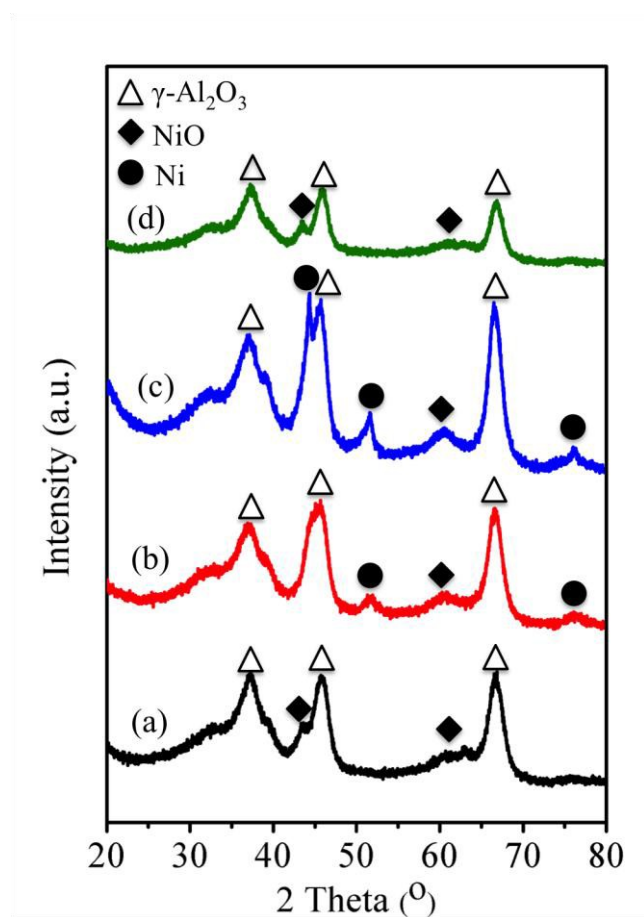 γ-Al₂O₃
NiO
Ni
(d)
(c)
(b)
(a)
Intensity (a.u.)
20 30 40 50 60 70 80
2 Theta (º)